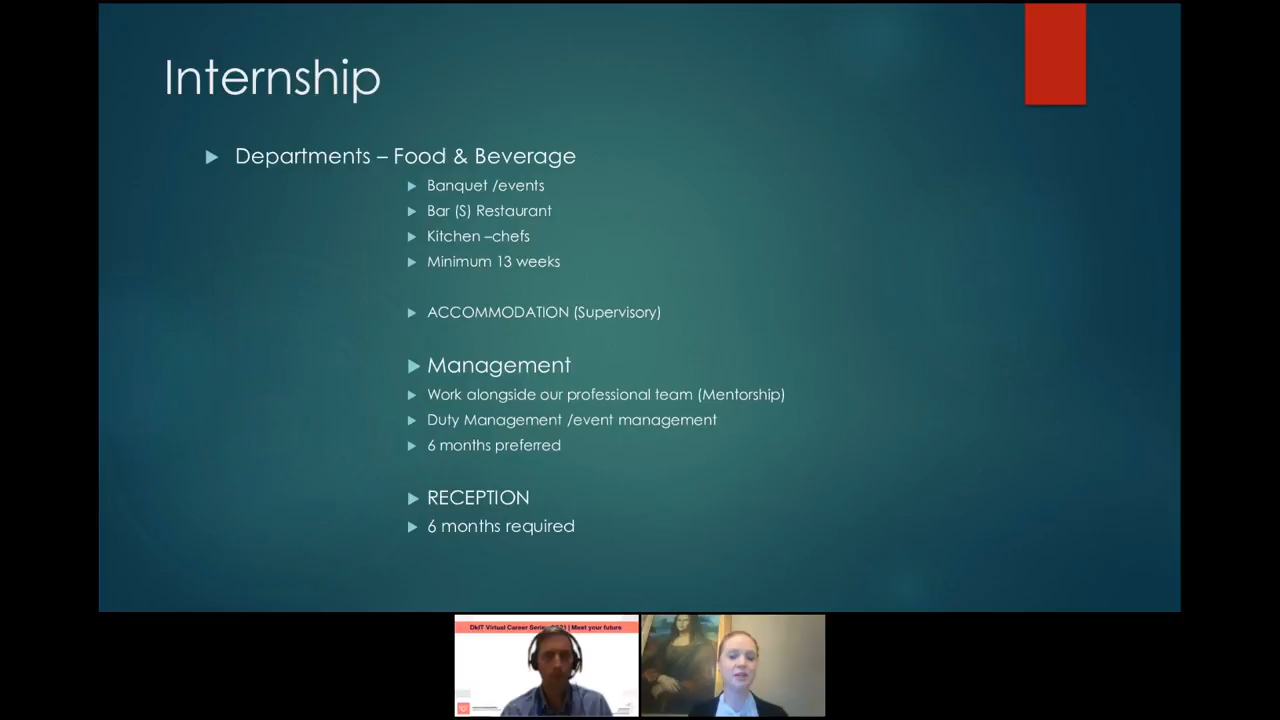 Internship
Departments – Food & Beverage
Banquet /events
Bar (S) Restaurant
Kitchen –chefs
Minimum 13 weeks
ACCOMMODATION (Supervisory)
Management
Work alongside our professional team (Mentorship)
Duty Management /event management
6 months preferred
RECEPTION
6 months required
DkIT Virtual Career Series 2021 | Meet your future